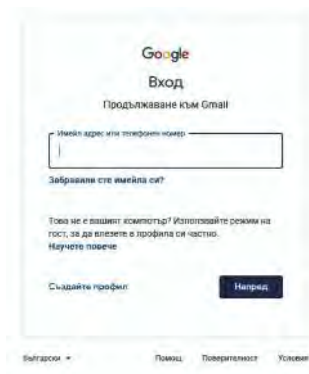 Google
Вход
Продължаване към Gmail
Имейл адрес или телефонен номер
Забравили сте имейла си?
Това не е вашият компютър? Използвайте режим на
гост, за да влезете в профила си частно.
Научете повече
Създайте профил
Напред
Български
Помощ
Поверителност
Условия